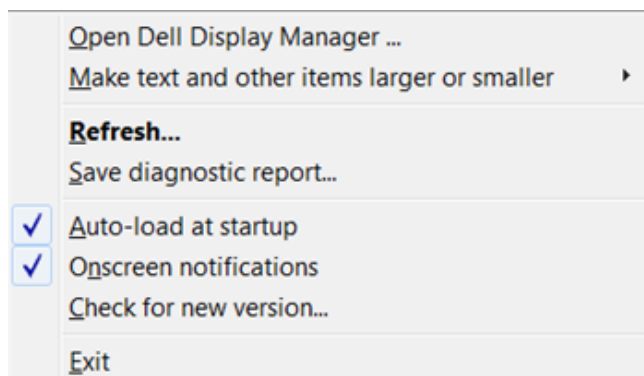 Open Dell Display Manager ...
Make text and other items larger or smaller
Refresh...
Save diagnostic report...
Auto-load at startup
Onscreen notifications
Check for new version...
Exit